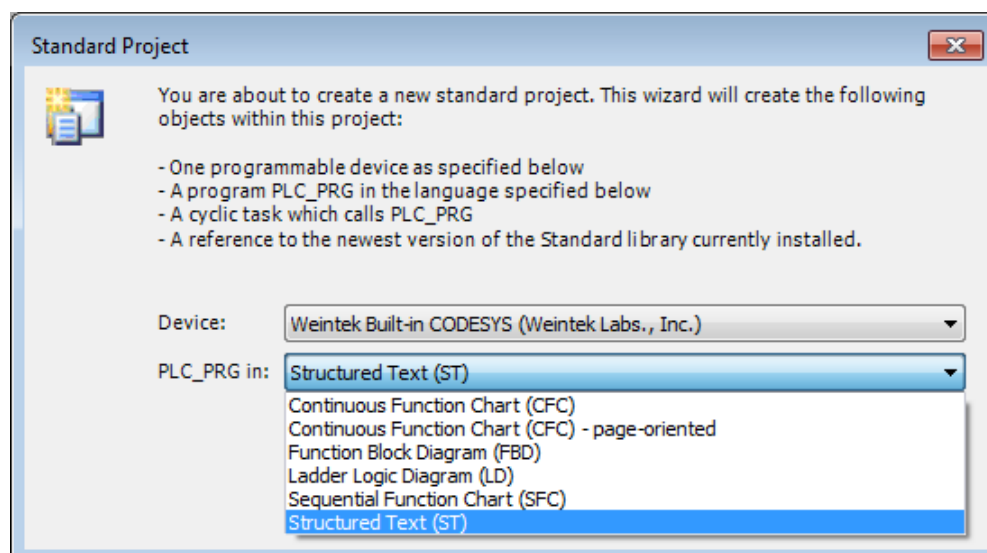 Standard Project
You are about to create a new standard project. This wizard will create the following
objects within this project:
- One programmable device as specified below
- A program PLC_PRG in the language specified below
- A cyclic task which calls PLC_PRG
- A reference to the newest version of the Standard library currently installed.
Device: Weintek Built-in CODESYS (Weintek Labs., Inc.)
PLC_PRG in: Structured Text (ST)
Continuous Function Chart (CFC)
Continuous Function Chart (CFC) - page-oriented
Function Block Diagram (FBD)
Ladder Logic Diagram (LD)
Sequential Function Chart (SFC)
Structured Text (ST)